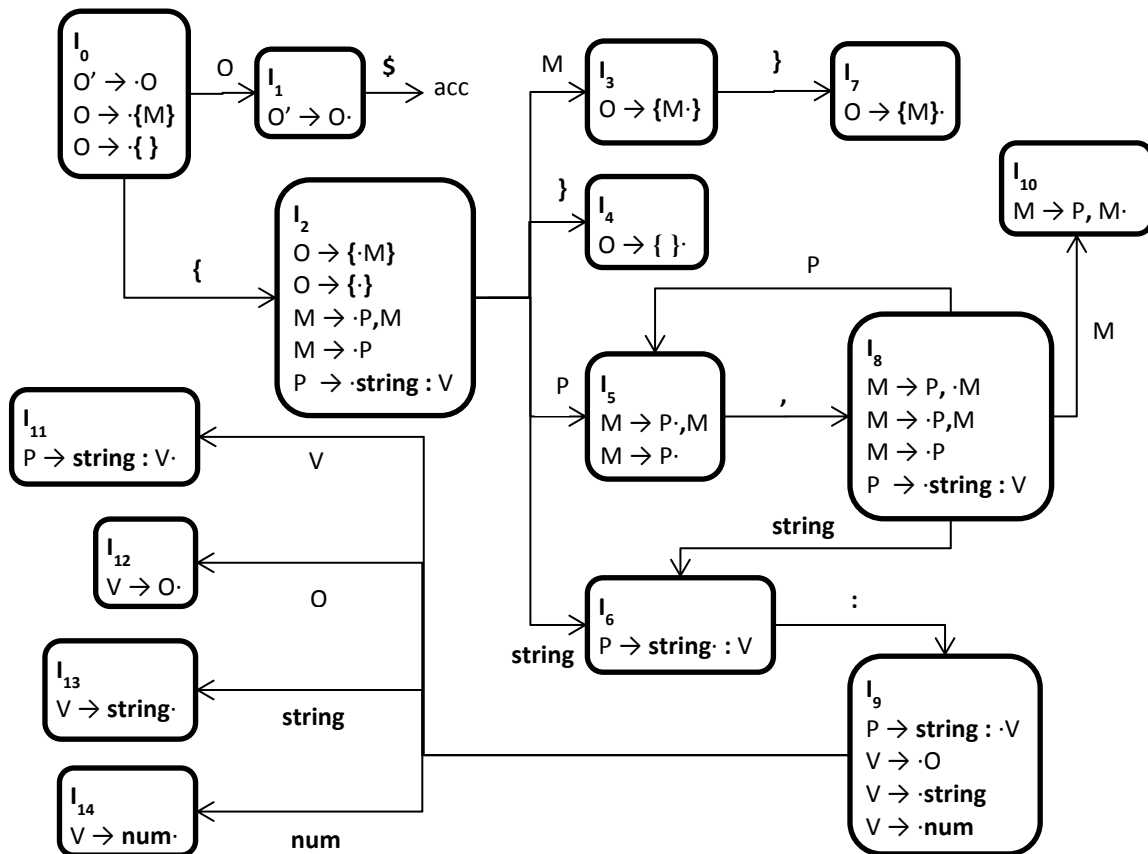 I0
O' → ·O
O → ·{M}
O → ·{ }
O
I1
O' → O·
$
acc
{
I2
O → {·M}
O → {·}
M → ·P,M
M → ·P
P → ·string : V
M
I3
O → {M·}
}
I7
O → {M}·
}
I4
O → { }·
P
I5
M → P·,M
M → P·
,
P
I8
M → P, ·M
M → ·P,M
M → ·P
P → ·string : V
M
I10
M → P, M·
string
string
I6
P → string· : V
:
I9
P → string : ·V
V → ·O
V → ·string
V → ·num
I11
P → string : V·
V
I12
V → O·
O
I13
V → string·
string
I14
V → num·
num